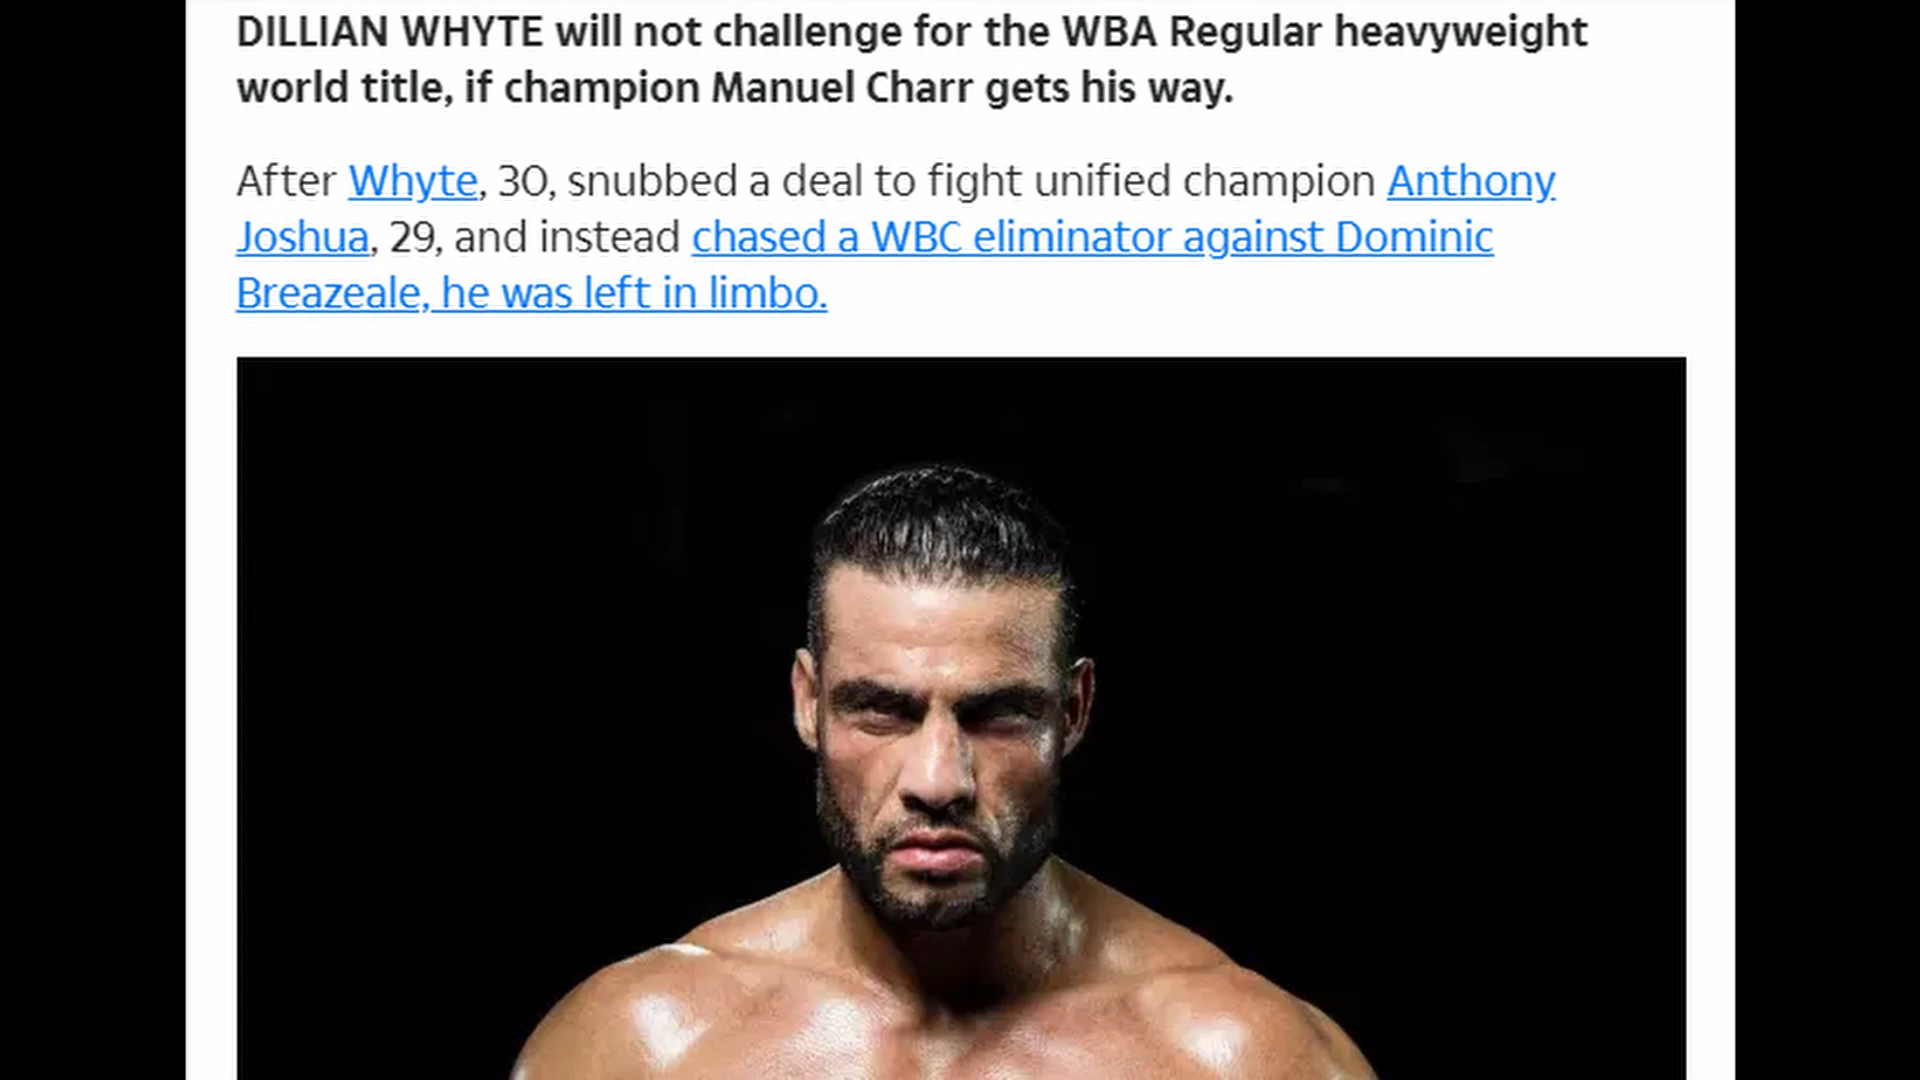 DILLIAN WHYTE will not challenge for the WBA Regular heavyweight
world title, if champion Manuel Charr gets his way.
After Whyte, 30, snubbed a deal to fight unified champion Anthony
Joshua, 29, and instead chased a WBC eliminator against Dominic
Breazeale, he was left in limbo.